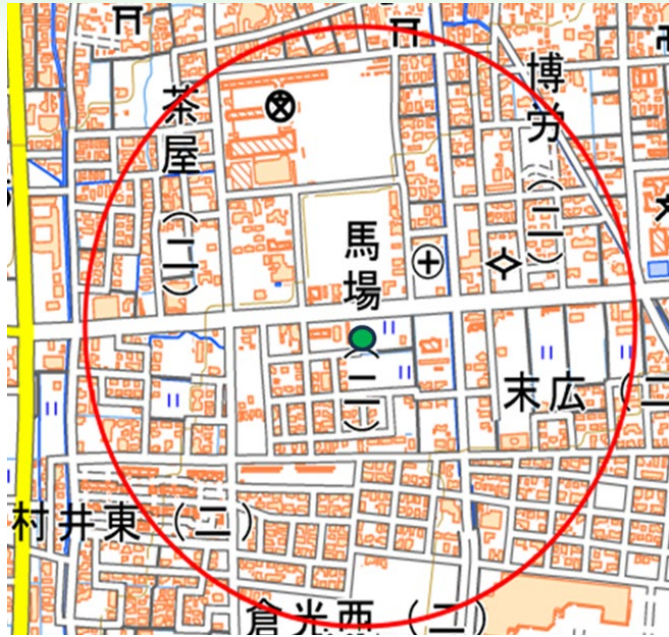 茶屋（二）
博労（二）
馬場（二）
末広（二
村井東（二）
倉光西（二）